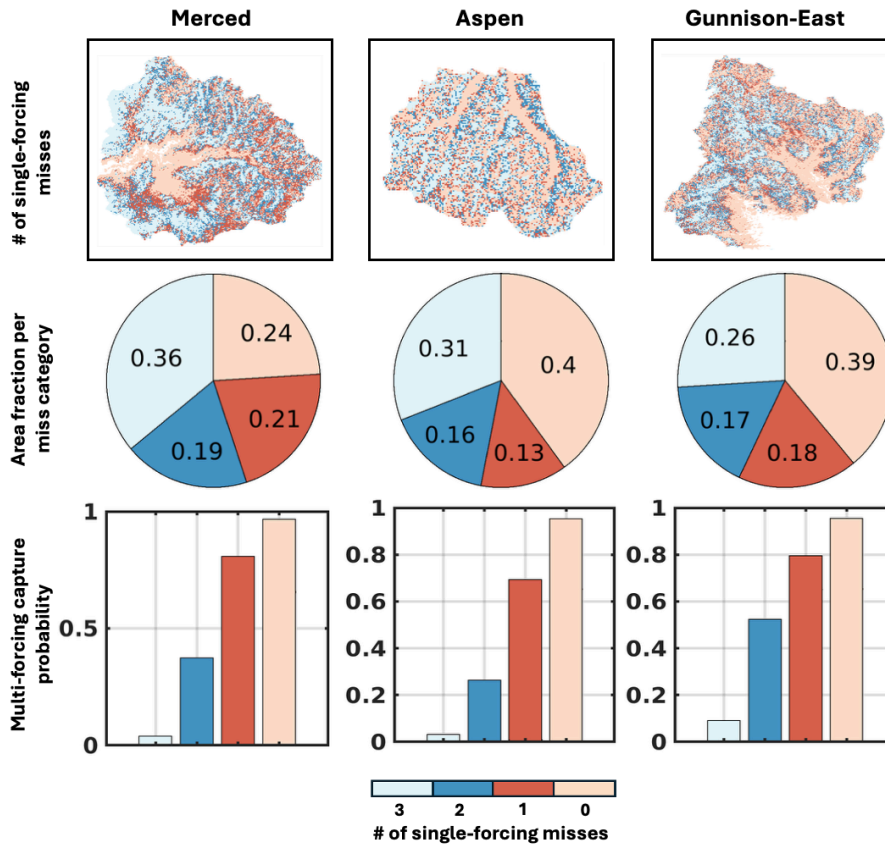 Merced
Aspen
Gunnison-East
# of single-forcing
misses
Area fraction per
miss category
0.36
0.24
0.19
0.21
0.31
0.4
0.16
0.13
0.26
0.39
0.17
0.18
Multi-forcing capture
probability
1
0.5
0
1
0.8
0.6
0.4
0.2
0
1
0.8
0.6
0.4
0.2
0
3 2 1 0
# of single-forcing misses